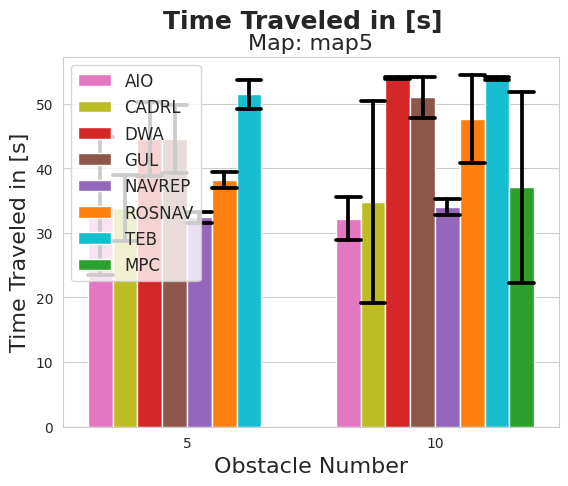 Time Traveled in [s]
Map: map5
Time Traveled in [s]
50
40
30
20
10
0
AIO
CADRL
DWA
GUL
NAVREP
ROSNAV
TEB
MPC
5
10
Obstacle Number